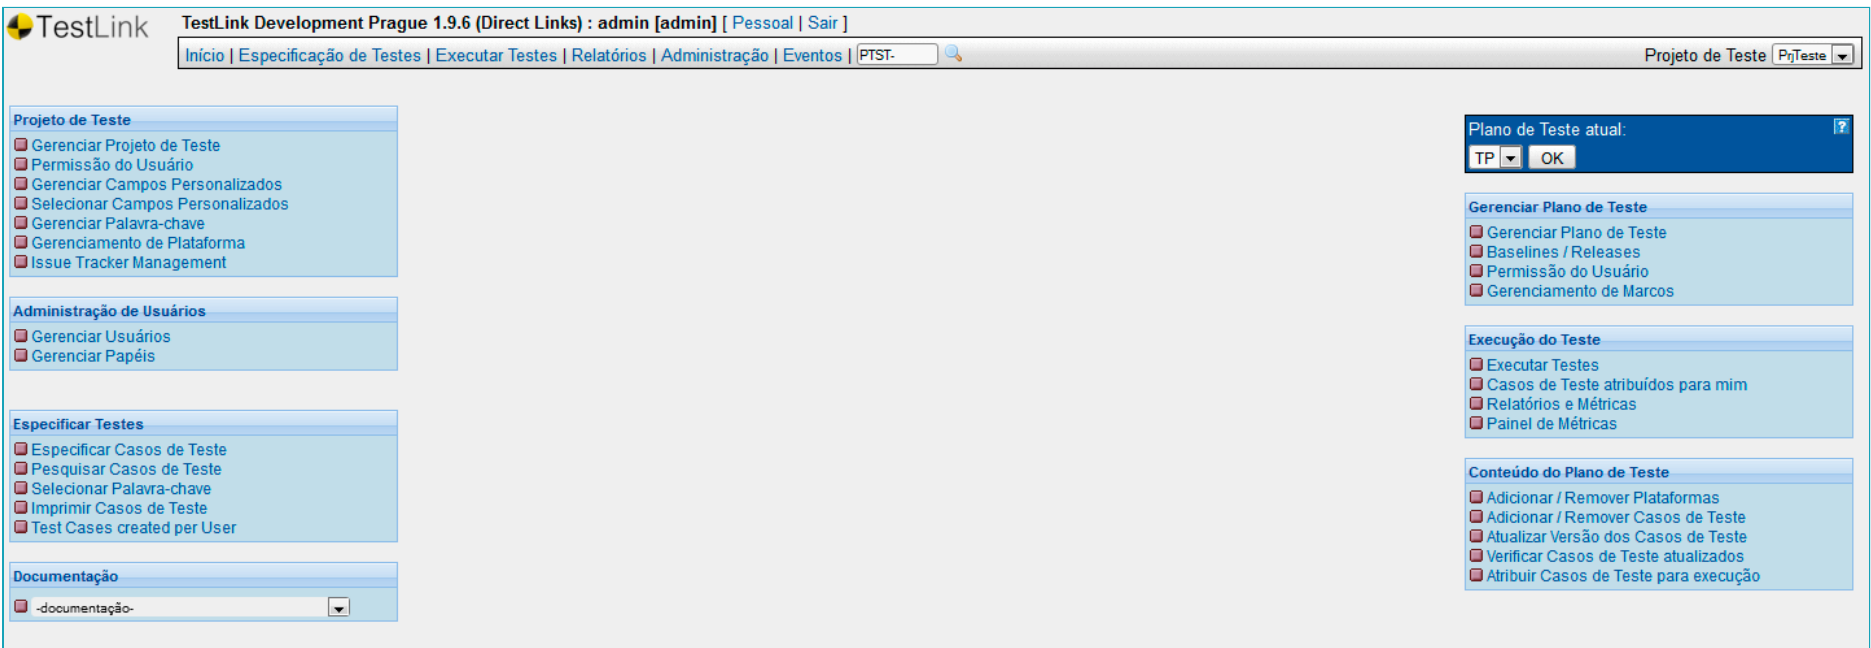 TestLink
TestLink Development Prague 1.9.6 (Direct Links) : admin [admin] [ Pessoal | Sair ]
Início | Especificação de Testes | Executar Testes | Relatórios | Administração | Eventos | PTST-
Projeto de Teste PrjTeste
Projeto de Teste
Gerenciar Projeto de Teste
Permissão do Usuário
Gerenciar Campos Personalizados
Selecionar Campos Personalizados
Gerenciar Palavra-chave
Gerenciamento de Plataforma
Issue Tracker Management
Administração de Usuários
Gerenciar Usuários
Gerenciar Papéis
Especificar Testes
Especificar Casos de Teste
Pesquisar Casos de Teste
Selecionar Palavra-chave
Imprimir Casos de Teste
Test Cases created per User
Documentação
-documentação-
Plano de Teste atual: ?
TP OK
Gerenciar Plano de Teste
Gerenciar Plano de Teste
Baselines / Releases
Permissão do Usuário
Gerenciamento de Marcos
Execução do Teste
Executar Testes
Casos de Teste atribuídos para mim
Relatórios e Métricas
Painel de Métricas
Conteúdo do Plano de Teste
Adicionar / Remover Plataformas
Adicionar / Remover Casos de Teste
Atualizar Versão dos Casos de Teste
Verificar Casos de Teste atualizados
Atribuir Casos de Teste para execução